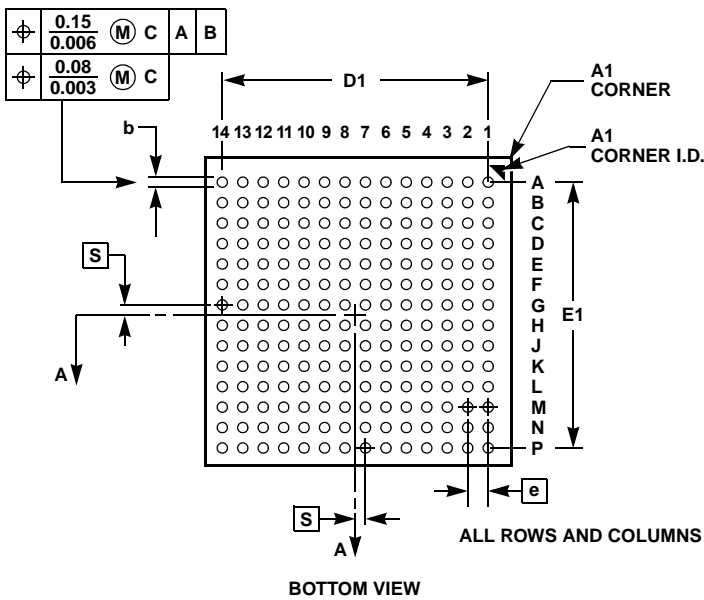 0.15
0.006 M C A B
0.08
0.003 M C
D1
A1
CORNER
b
14 13 12 11 10 9 8 7 6 5 4 3 2 1
A1
CORNER I.D.
A
B
C
D
E
F
G
H
J
K
L
M
N
P
S
E1
A
e
S
A
ALL ROWS AND COLUMNS
BOTTOM VIEW